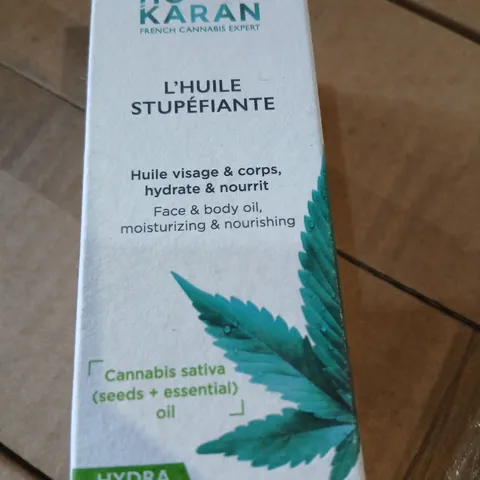 KARAN
FRENCH CANNABIS EXPERT
L'HUILE
STUPÉFIANTE
Huile visage & corps,
hydrate & nourrit
Face & body oil,
moisturizing & nourishing
Cannabis sativa
(seeds + essential)
oil
HYDRA